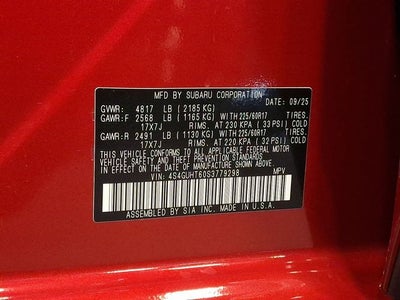 MFD BY SUBARU CORPORATION 09/25
GVWR: 4817 LB ( 2185 KG)
GAWR:F 2568 LB ( 1165 KG) WITH 225/60R17 TIRES.
17X7J RIMS. AT 230 KPA ( 33 PSI) COLD
GAWR:R 2491 LB ( 1130 KG) WITH 225/60R17 TIRES.
17X7J RIMS. AT 220 KPA ( 32 PSI) COLD
THIS VEHICLE CONFORMS TO ALL APPLICABLE FEDERAL MOTOR
VEHICLE SAFETY AND THEFT PREVENTION STANDARDS IN EFFECT
ON THE DATE OF MANUFACTURE SHOWN ABOVE.
VIN: 4S4GUHT60S3779298 MPV
ASSEMBLED BY SIA INC. MADE IN U.S.A